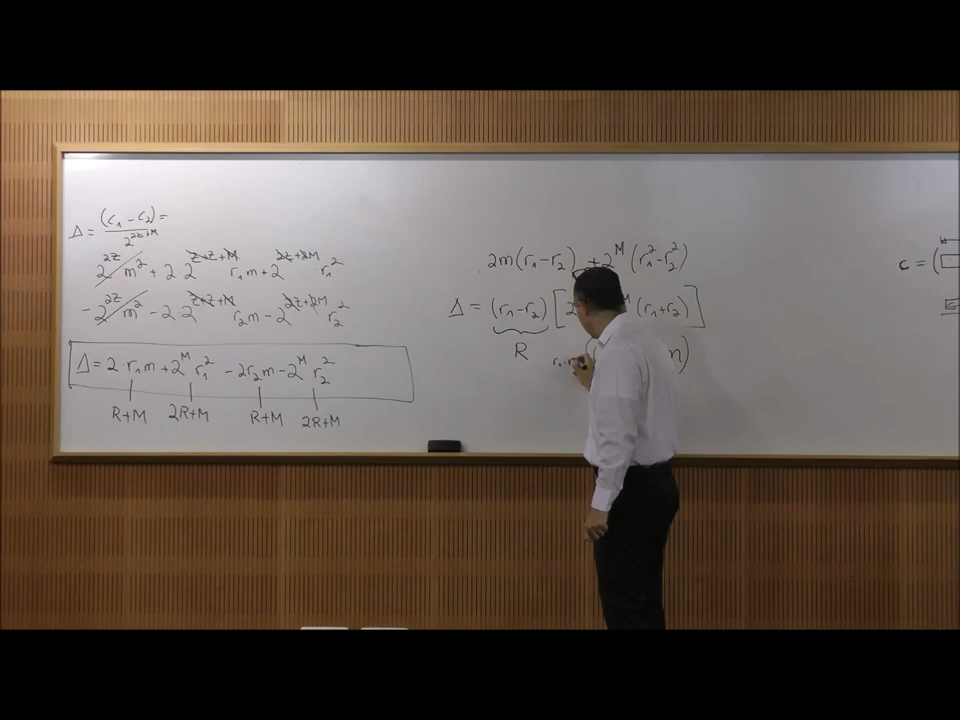 Δ = (c₁ - c₂) / 2^(2Z+M) =
2^(2Z) m² + 2·2^(Z+Z+M) r₁m + 2^(2Z+2M) · r₁²
- 2^(2Z) m² - 2·2^(Z+Z+M) r₂m - 2^(2Z+2M) r₂²
Δ = 2·r₁m + 2^M r₁² - 2r₂m - 2^M r₂²
R+M 2R+M R+M 2R+M
2m(r₁-r₂) + 2^M (r₁²-r₂²)
Δ = (r₁-r₂) [2 (r₁+r₂)]
R
c = (